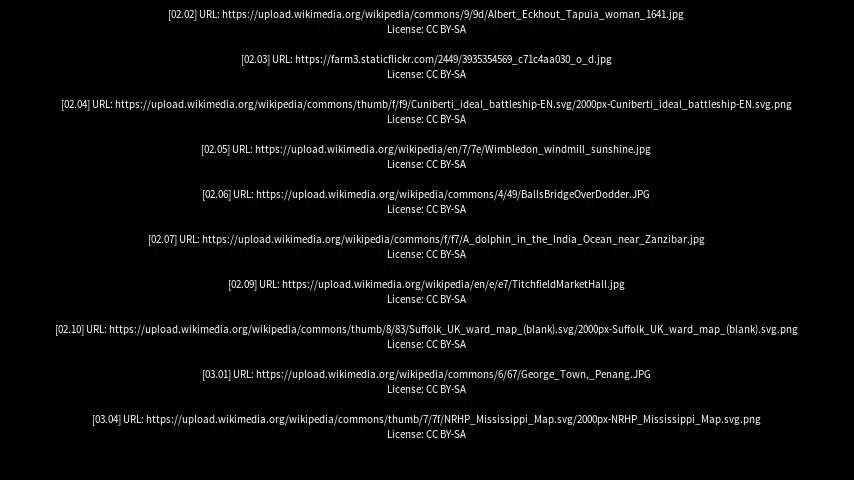 [02.02] URL: https://upload.wikimedia.org/wikipedia/commons/9/9d/Albert_Eckhout_Tapuia_woman_1641.jpg
License: CC BY-SA
[02.03] URL: https://farm3.staticflickr.com/2449/3935354569_c71c4aa030_o_d.jpg
License: CC BY-SA
[02.04] URL: https://upload.wikimedia.org/wikipedia/commons/thumb/f/f9/Cuniberti_ideal_battleship-EN.svg/2000px-Cuniberti_ideal_battleship-EN.svg.png
License: CC BY-SA
[02.05] URL: https://upload.wikimedia.org/wikipedia/en/7/7e/Wimbledon_windmill_sunshine.jpg
License: CC BY-SA
[02.06] URL: https://upload.wikimedia.org/wikipedia/commons/4/49/BallsBridgeOverDodder.JPG
License: CC BY-SA
[02.07] URL: https://upload.wikimedia.org/wikipedia/commons/f/f7/A_dolphin_in_the_India_Ocean_near_Zanzibar.jpg
License: CC BY-SA
[02.09] URL: https://upload.wikimedia.org/wikipedia/en/e/e7/TitchfieldMarketHall.jpg
License: CC BY-SA
[02.10] URL: https://upload.wikimedia.org/wikipedia/commons/thumb/8/83/Suffolk_UK_ward_map_(blank).svg/2000px-Suffolk_UK_ward_map_(blank).svg.png
License: CC BY-SA
[03.01] URL: https://upload.wikimedia.org/wikipedia/commons/6/67/George_Town,_Penang.JPG
License: CC BY-SA
[03.04] URL: https://upload.wikimedia.org/wikipedia/commons/thumb/7/7f/NRHP_Mississippi_Map.svg/2000px-NRHP_Mississippi_Map.svg.png
License: CC BY-SA